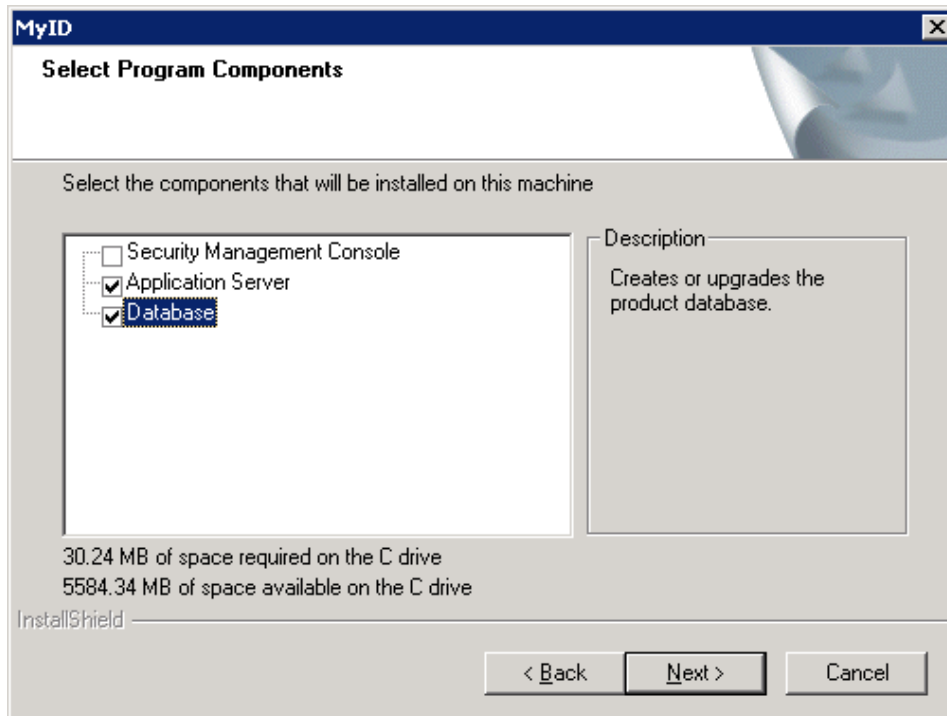 MyID
Select Program Components
Select the components that will be installed on this machine
Security Management Console
Application Server
Database
Description
Creates or upgrades the
product database.
30.24 MB of space required on the C drive
5584.34 MB of space available on the C drive
InstallShield
< Back
Next >
Cancel